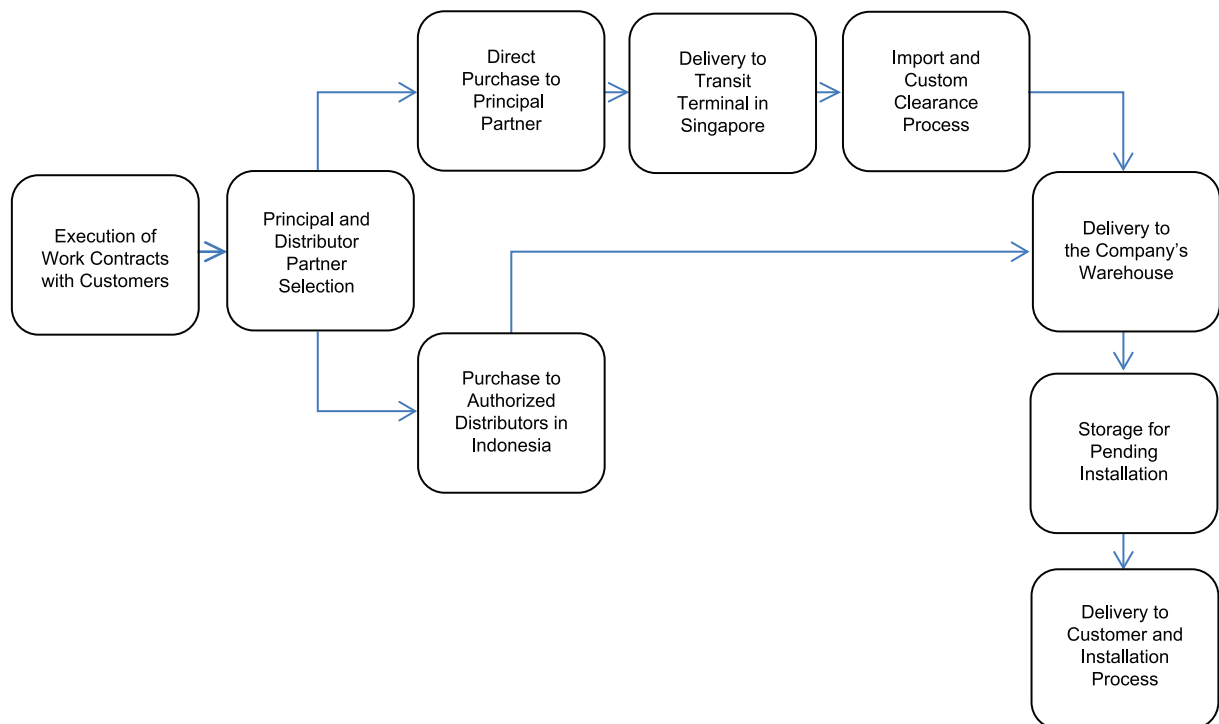 Direct
Purchase to
Principal
Partner
Delivery to
Transit
Terminal in
Singapore
Import and
Custom
Clearance
Process
Execution of
Work Contracts
with Customers
Principal and
Distributor
Partner
Selection
Delivery to
the Company’s
Warehouse
Purchase to
Authorized
Distributors in
Indonesia
Storage for
Pending
Installation
Delivery to
Customer and
Installation
Process